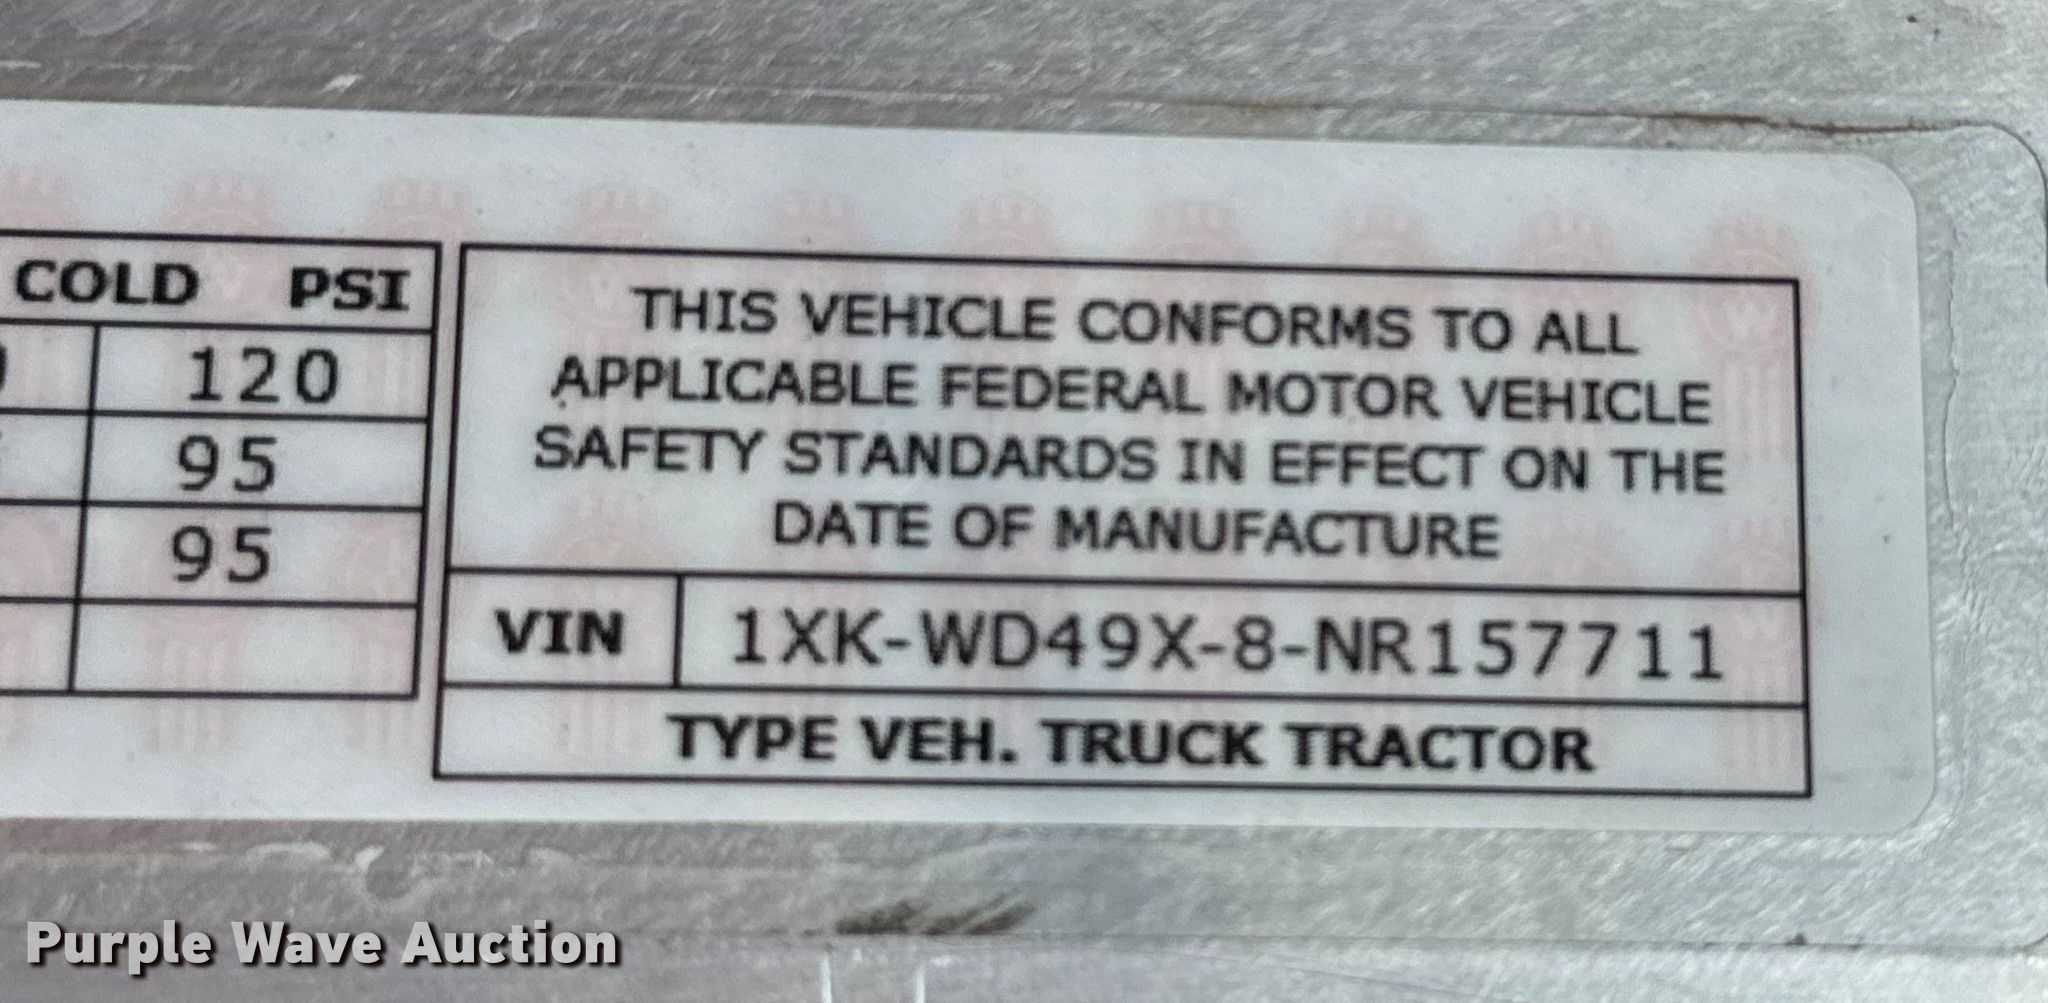 COLD PSI
120
95
95
THIS VEHICLE CONFORMS TO ALL
APPLICABLE FEDERAL MOTOR VEHICLE
SAFETY STANDARDS IN EFFECT ON THE
DATE OF MANUFACTURE
VIN 1XK-WD49X-8-NR157711
TYPE VEH. TRUCK TRACTOR
Purple Wave Auction